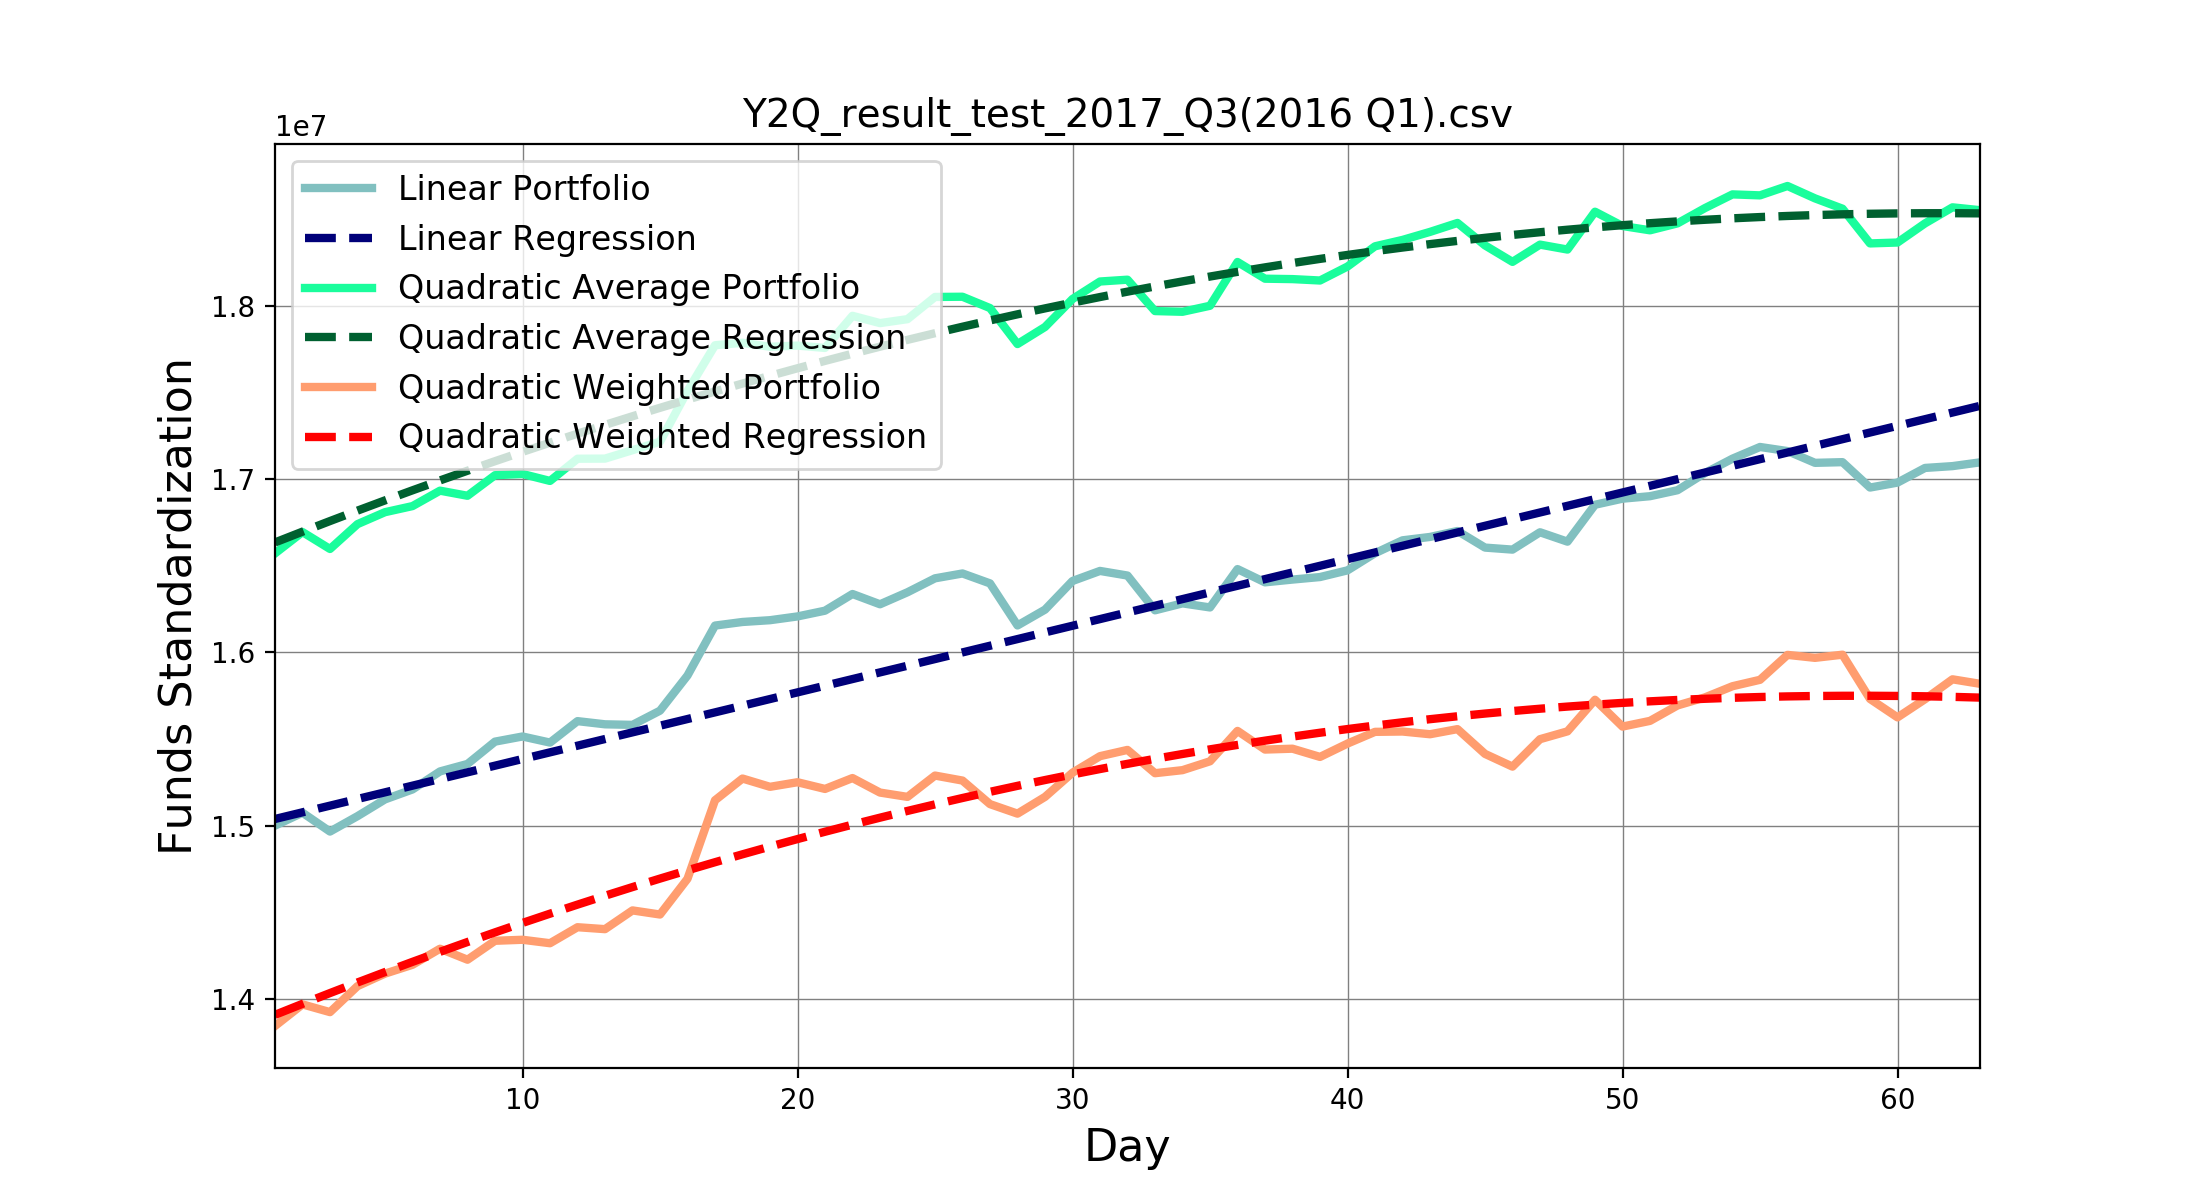 Y2Q_result_test_2017_Q3(2016 Q1).csv
1e7
Linear Portfolio
Linear Regression
Quadratic Average Portfolio
Quadratic Average Regression
Quadratic Weighted Portfolio
Quadratic Weighted Regression
1.8
1.7
1.6
1.5
1.4
Funds Standardization
10 20 30 40 50 60
Day